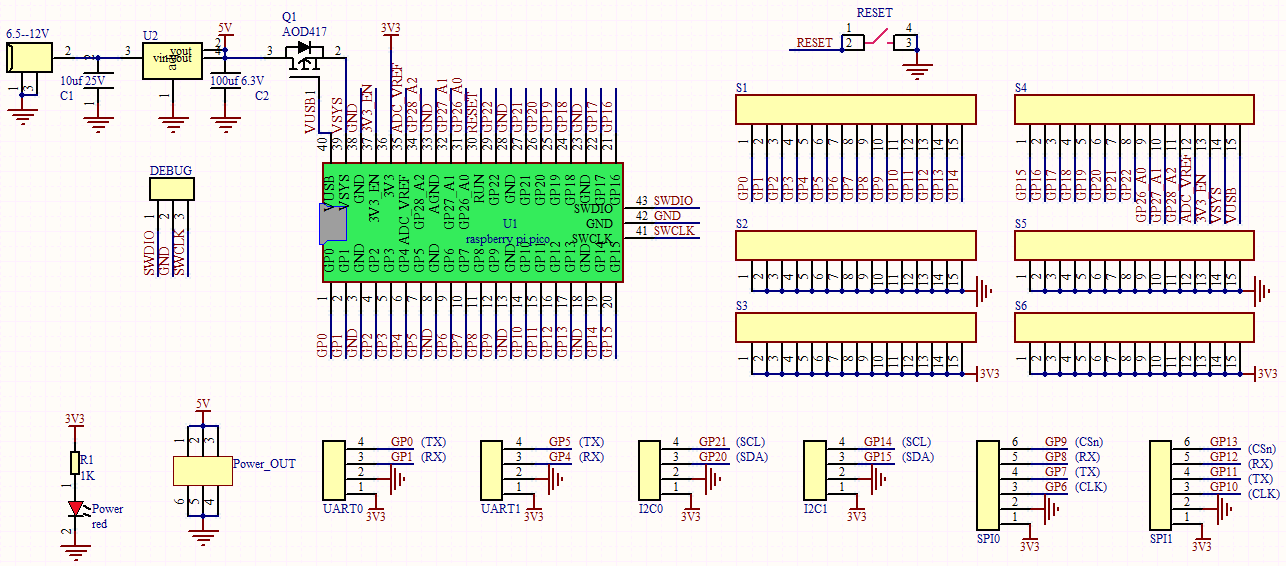 6.5--12V
2
1
3
10uf 25V
C1
2
1
U2
3
vin
vout
vout
adj
1
2
4
5V
100uf 6.3V
C2
2
1
Q1
AOD417
3
2
3V3
RESET
RESET
1
2
4
3
VUSB1
VSYS
GND
3V3_EN
ADC_VREF
GP28_A2
GND
GP27_A1
GP26_A0
RESET
GP22
GND
GP21
GP20
GP19
GP18
GND
GP17
GP16
40
39
38
37
36
35
34
33
32
31
30
29
28
27
26
25
24
23
22
21
VUSB
VSYS
GND
3V3_EN
3V3
ADC_VREF
GP28_A2
AGND
GP27_A1
GP26_A0
RUN
GP22
GND
GP21
GP20
GP19
GP18
GND
GP17
GP16
U1
raspberry pi pico
SWDIO
GND
SWCLK
43 SWDIO
42 GND
41 SWCLK
GP0
GP1
GND
GP2
GP3
GP4
GP5
GND
GP6
GP7
GP8
GP9
GND
GP10
GP11
GP12
GP13
GND
GP14
GP15
1
2
3
4
5
6
7
8
9
10
11
12
13
14
15
16
17
18
19
20
GP0
GP1
GND
GP2
GP3
GP4
GP5
GND
GP6
GP7
GP8
GP9
GND
GP10
GP11
GP12
GP13
GND
GP14
GP15
DEBUG
1
2
3
SWDIO
GND
SWCLK
S1
1
2
3
4
5
6
7
8
9
10
11
12
13
14
15
GP0
GP1
GP2
GP3
GP4
GP5
GP6
GP7
GP8
GP9
GP10
GP11
GP12
GP13
GP14
S4
1
2
3
4
5
6
7
8
9
10
11
12
13
14
15
GP15
GP16
GP17
GP18
GP19
GP20
GP21
GP22
GP26_A0
GP27_A1
GP28_A2
ADC_VREF
3V3_EN
VSYS
VUSB
S2
1
2
3
4
5
6
7
8
9
10
11
12
13
14
15
S5
1
2
3
4
5
6
7
8
9
10
11
12
13
14
15
S3
1
2
3
4
5
6
7
8
9
10
11
12
13
14
15
3V3
S6
1
2
3
4
5
6
7
8
9
10
11
12
13
14
15
3V3
3V3
R1
1K
1
Power
red
2
5V
1
2
3
Power_OUT
6
5
4
4 GP0 (TX)
3 GP1 (RX)
2
1
UART0
3V3
4 GP5 (TX)
3 GP4 (RX)
2
1
UART1
3V3
4 GP21 (SCL)
3 GP20 (SDA)
2
1
I2C0
3V3
4 GP14 (SCL)
3 GP15 (SDA)
2
1
I2C1
3V3
6 GP9 (CSn)
5 GP8 (RX)
4 GP7 (TX)
3 GP6 (CLK)
2
1
SPI0
3V3
6 GP13 (CSn)
5 GP12 (RX)
4 GP11 (TX)
3 GP10 (CLK)
2
1
SPI1
3V3